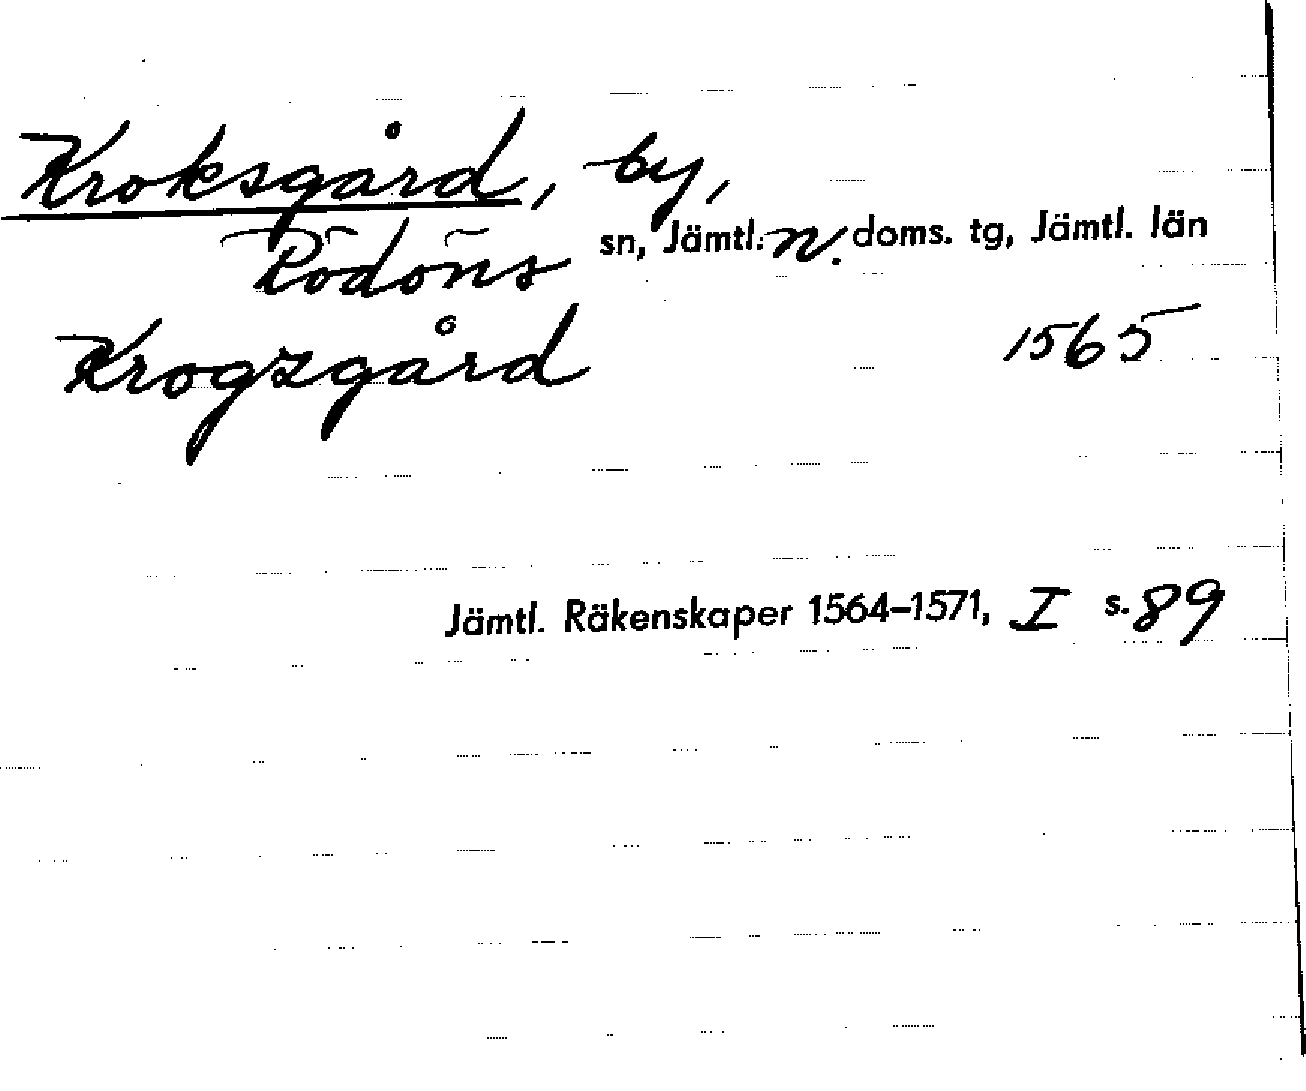 Kroksgård, by,
Rödöns sn, Jämtl. n. doms. tg, Jämtl. län
Krogzgård 1565
Jämtl. Räkenskaper 1564–1571, I s. 89